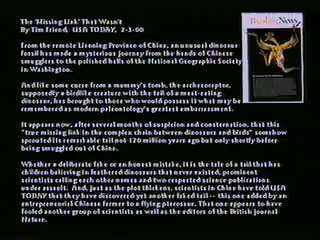 The 'Missing Link' That Wasn't
By Tim Friend, USA TODAY, 2-3-00
From the remote Liaoning Province of China, an unusual dinosaur
fossil has made a mysterious journey from the hands of Chinese
smugglers to the polished halls of the National Geographic Society
in Washington.
And like some curse from a mummy's tomb, the archeoraptor,
supposedly a birdlike creature with the tail of a meat-eating
dinosaur, has brought to those who would possess it what may be
remembered as modern paleontology's greatest embarrassment.
It appears now, after several months of suspicion and consternation, that this
"true missing link in the complex chain between dinosaurs and birds" somehow
sprouted its remarkable tail not 120 million years ago but only shortly before
being smuggled out of China.
Whether a deliberate fake or an honest mistake, it is the tale of a tail that has
children believing in feathered dinosaurs that never existed, prominent
scientists calling each other names and two respected science publications
under assault. And, just as the plot thickens, scientists in China have told USA
TODAY that they have discovered yet another faked tail -- this one added by an
entrepreneurial Chinese farmer to a flying pterosaur. That one appears to have
fooled another group of scientists as well as the editors of the British journal
Nature.
News